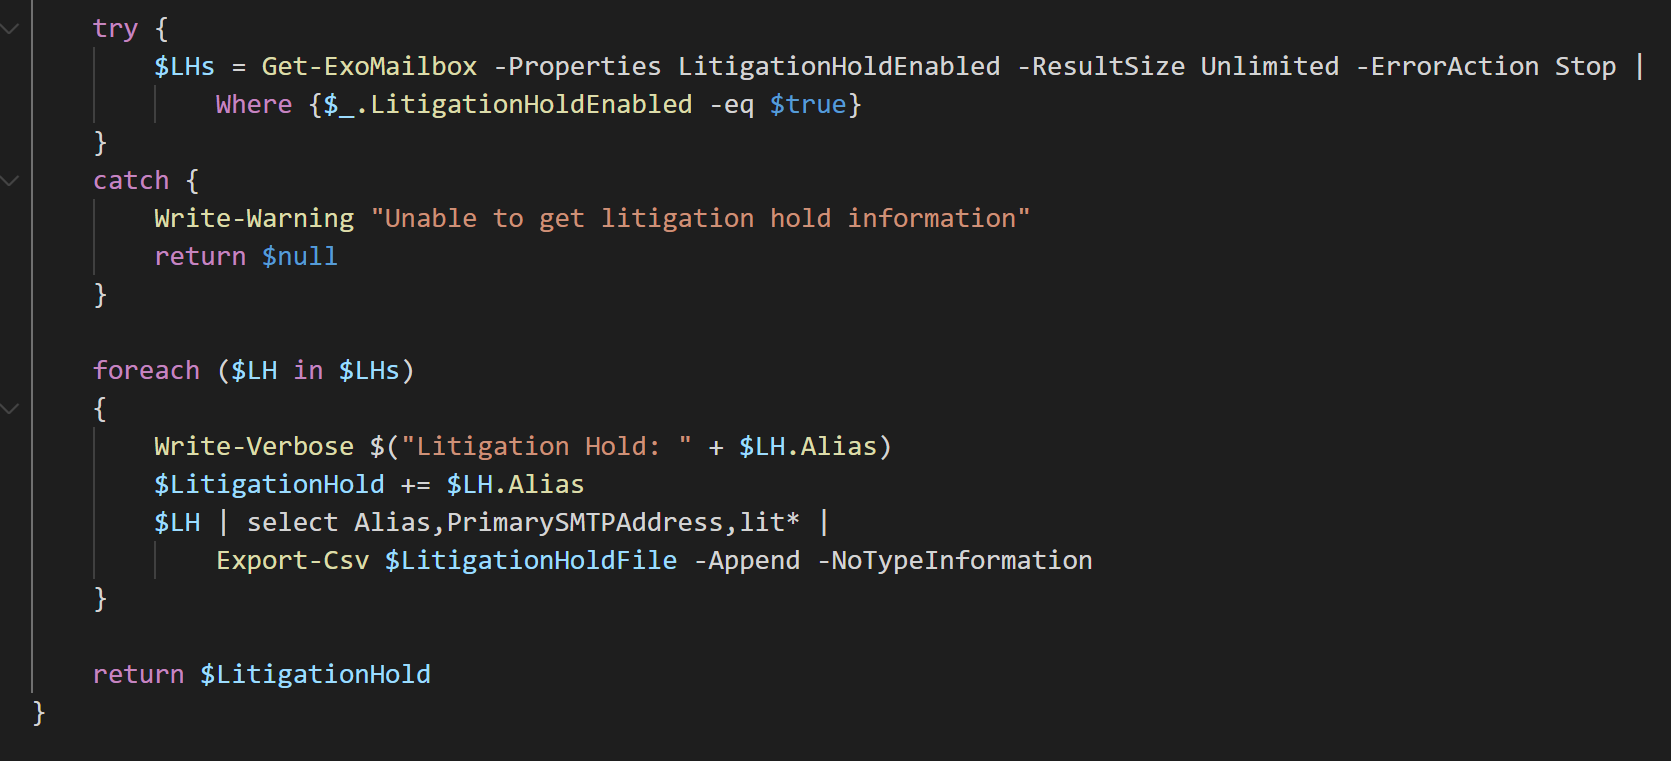 try {
$LHs = Get-ExoMailbox -Properties LitigationHoldEnabled -ResultSize Unlimited -ErrorAction Stop |
Where {$_.LitigationHoldEnabled -eq $true}
}
catch {
Write-Warning "Unable to get litigation hold information"
return $null
}
foreach ($LH in $LHs)
{
Write-Verbose $("Litigation Hold: " + $LH.Alias)
$LitigationHold += $LH.Alias
$LH | select Alias,PrimarySMTPAddress,lit* |
Export-Csv $LitigationHoldFile -Append -NoTypeInformation
}
return $LitigationHold
}